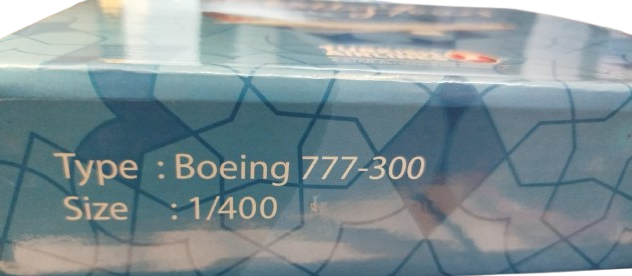 Type : Boeing 777-300
Size : 1/400